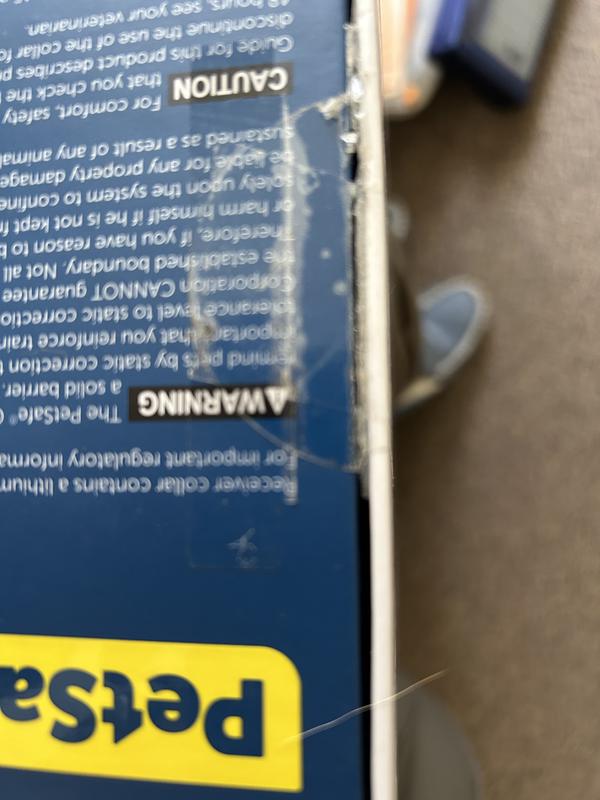 PetSa
Receiver collar contains a lithium
For important regulatory informa
WARNING The PetSafe®
a solid barrier.
remind pets by static correction
important that you reinforce train
tolerance level to static correctio
Corporation CANNOT guarantee
the established boundary. Not all
Therefore, if you have reason to b
or harm himself if he is not kept
solely upon the system to confine
be liable for any property damage
sustained as a result of any animal
CAUTION For comfort, safety
that you check the
Guide for this product describes p
discontinue the use of the collar fo
48 hours, see your veterinarian.